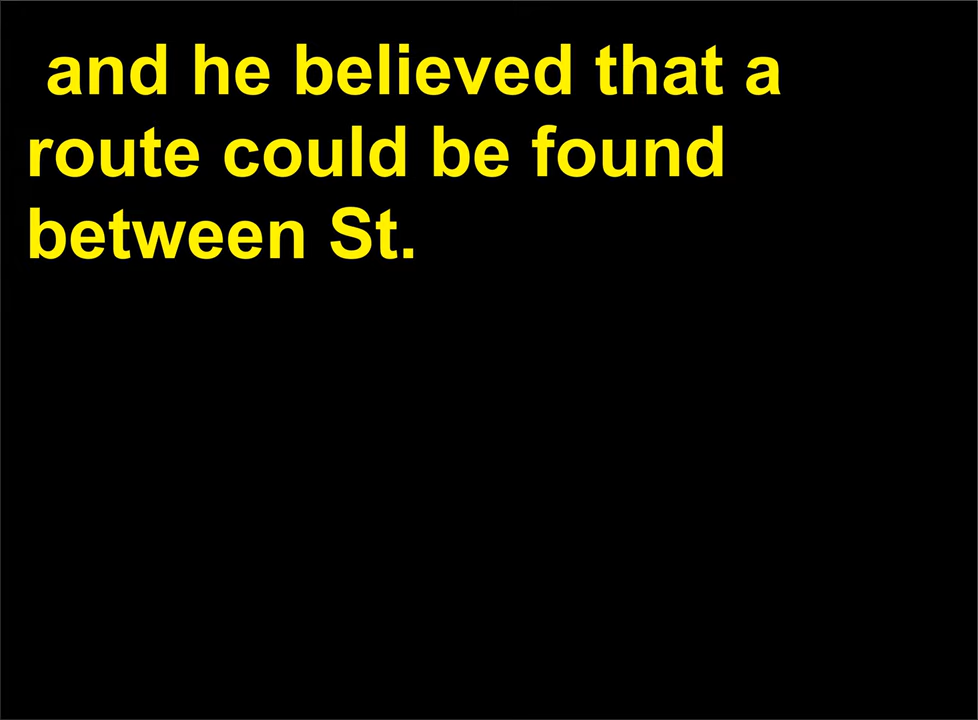 and he believed that a
route could be found
between St.